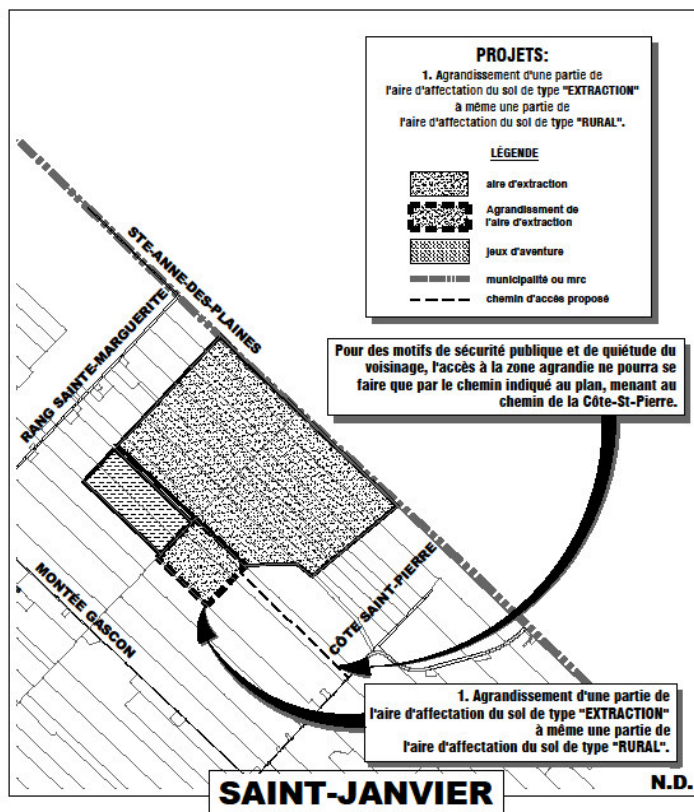 PROJETS:
1. Agrandissement d'une partie de
l'aire d'affectation du sol de type "EXTRACTION"
à même une partie de
l'aire d'affectation du sol de type "RURAL".
LÉGENDE
aire d'extraction
Agrandissement de
l'aire d'extraction
jeux d'aventure
municipalité ou mrc
chemin d'accès proposé
STE-ANNE-DES-PLAINES
RANG SAINTE-MARGUERITE
Pour des motifs de sécurité publique et de quiétude du
voisinage, l'accès à la zone agrandie ne pourra se
faire que par le chemin indiqué au plan, menant au
chemin de la Côte-St-Pierre.
MONTÉE GASCON
CÔTE SAINT-PIERRE
1. Agrandissement d'une partie de
l'aire d'affectation du sol de type "EXTRACTION"
à même une partie de
l'aire d'affectation du sol de type "RURAL".
SAINT-JANVIER
N.D.